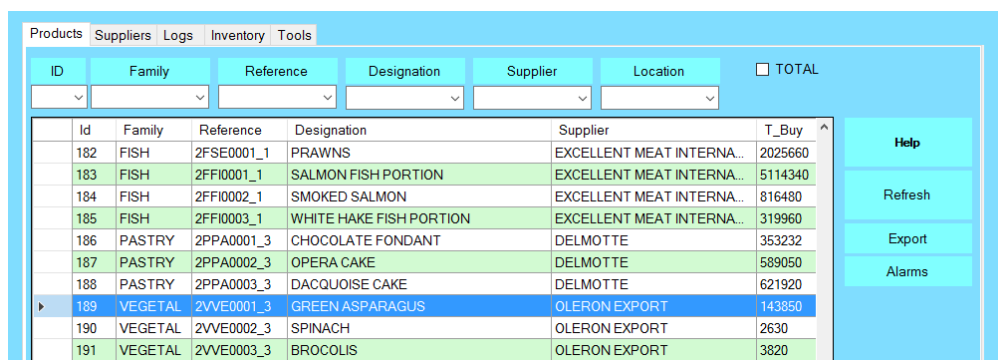 Products Suppliers Logs Inventory Tools
ID Family Reference Designation Supplier Location TOTAL
Id Family Reference Designation Supplier T_Buy
182 FISH 2FSE0001_1 PRAWNS EXCELLENT MEAT INTERNA... 2025660
183 FISH 2FFI0001_1 SALMON FISH PORTION EXCELLENT MEAT INTERNA... 5114340
184 FISH 2FFI0002_1 SMOKED SALMON EXCELLENT MEAT INTERNA... 816480
185 FISH 2FFI0003_1 WHITE HAKE FISH PORTION EXCELLENT MEAT INTERNA... 319960
186 PASTRY 2PPA0001_3 CHOCOLATE FONDANT DELMOTTE 353232
187 PASTRY 2PPA0002_3 OPERA CAKE DELMOTTE 589050
188 PASTRY 2PPA0003_3 DACQUOISE CAKE DELMOTTE 621920
189 VEGETAL 2VVE0001_3 GREEN ASPARAGUS OLERON EXPORT 143850
190 VEGETAL 2VVE0002_3 SPINACH OLERON EXPORT 2630
191 VEGETAL 2VVE0003_3 BROCOLIS OLERON EXPORT 3820
Help
Refresh
Export
Alarms